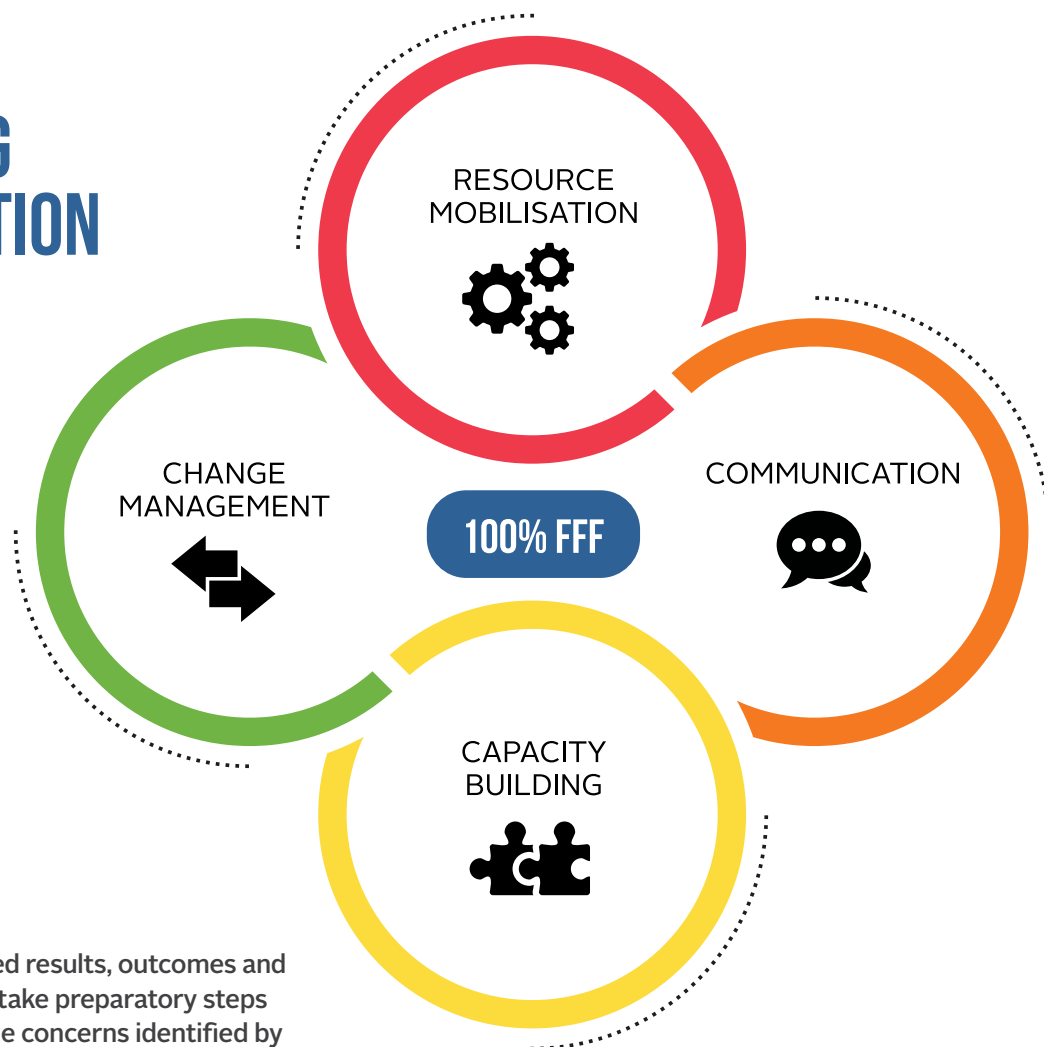 G
TION
RESOURCE
MOBILISATION
CHANGE
MANAGEMENT
COMMUNICATION
100% FFF
CAPACITY
BUILDING
ed results, outcomes and
take preparatory steps
e concerns identified by